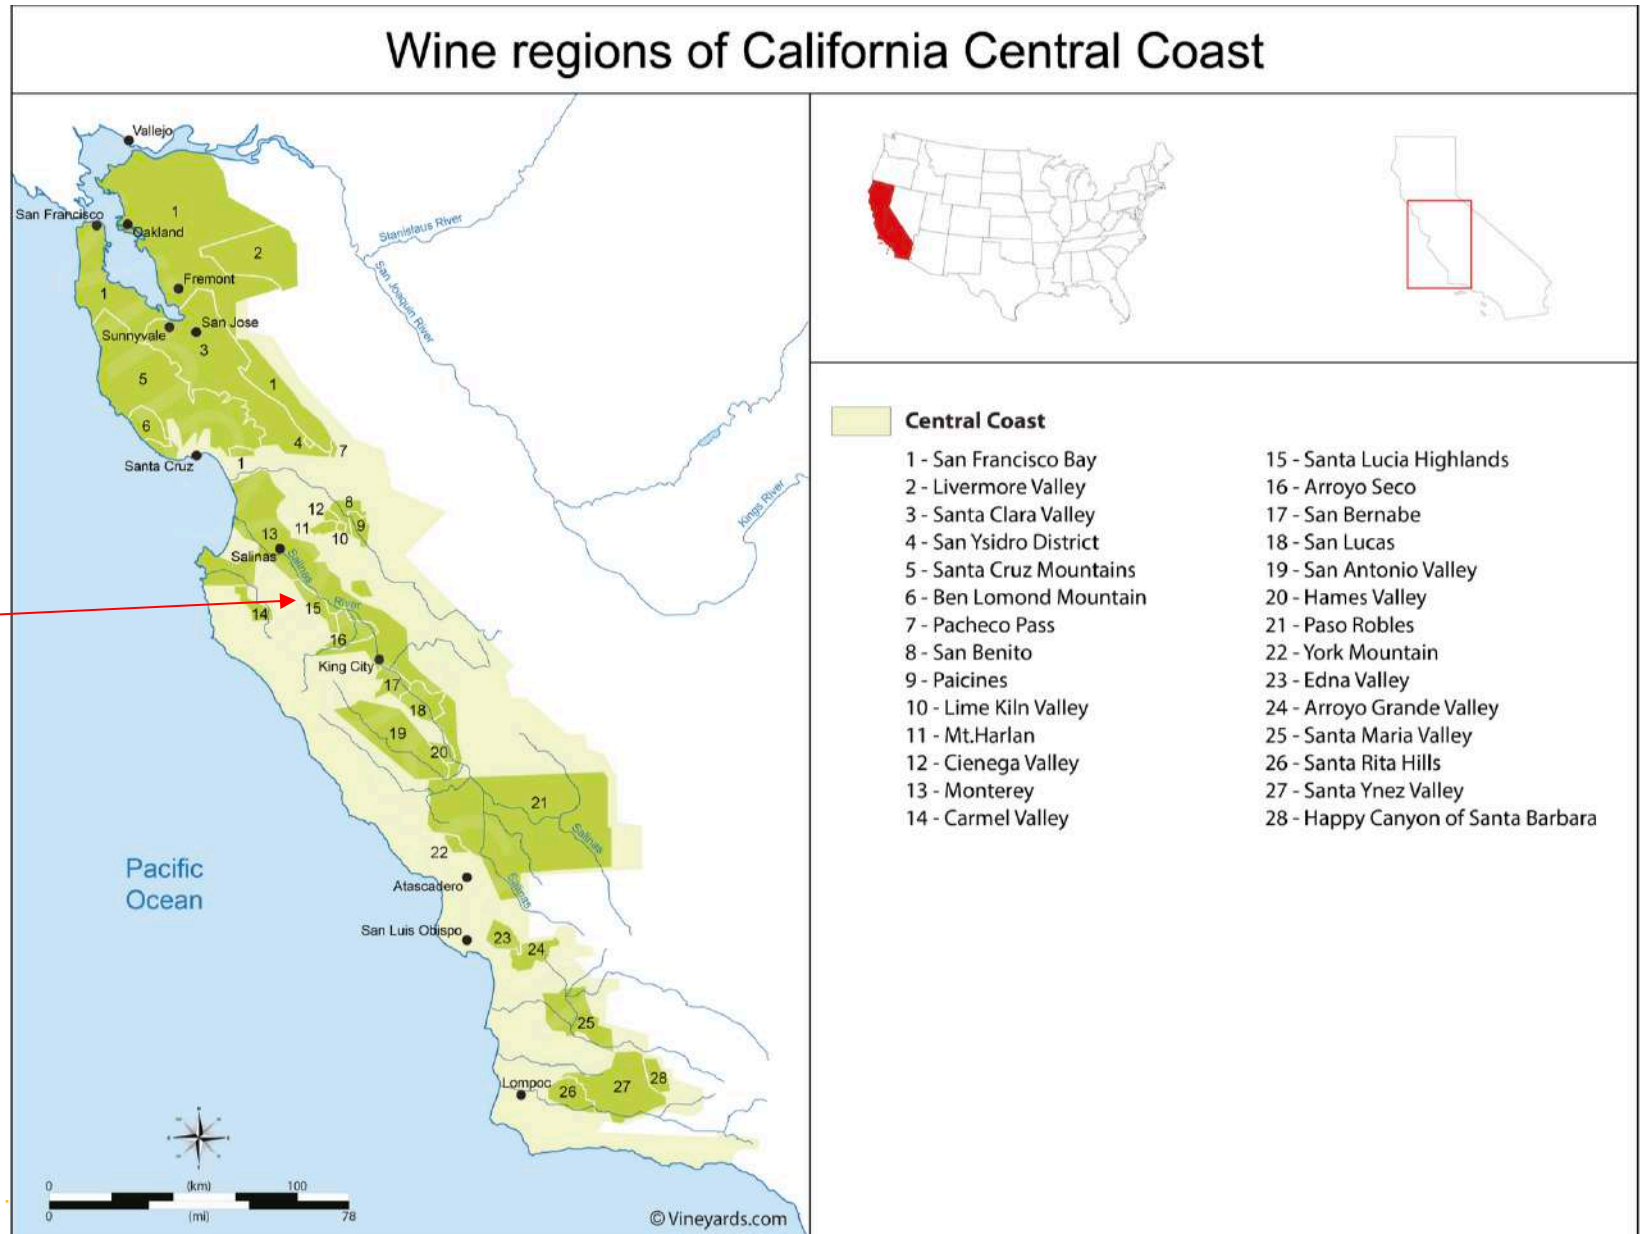 Wine regions of California Central Coast
Vallejo
San Francisco
1
Oakland
Stanislaus River
2
San Joaquin River
Fremont
1
Sunnyvale
San Jose
3
5
1
6
4
7
Santa Cruz
1
Kings River
8
12
11
9
10
13
Salinas
Salinas
River
14
15
16
King City
17
18
19
20
21
Salinas
22
Atascadero
Salinas
San Luis Obispo
23
24
25
Lompoc
26
27
28
Pacific
Ocean
0 (km) 100
0 (mi) 78
© Vineyards.com
Central Coast
1 - San Francisco Bay
2 - Livermore Valley
3 - Santa Clara Valley
4 - San Ysidro District
5 - Santa Cruz Mountains
6 - Ben Lomond Mountain
7 - Pacheco Pass
8 - San Benito
9 - Paicines
10 - Lime Kiln Valley
11 - Mt.Harlan
12 - Cienega Valley
13 - Monterey
14 - Carmel Valley
15 - Santa Lucia Highlands
16 - Arroyo Seco
17 - San Bernabe
18 - San Lucas
19 - San Antonio Valley
20 - Hames Valley
21 - Paso Robles
22 - York Mountain
23 - Edna Valley
24 - Arroyo Grande Valley
25 - Santa Maria Valley
26 - Santa Rita Hills
27 - Santa Ynez Valley
28 - Happy Canyon of Santa Barbara